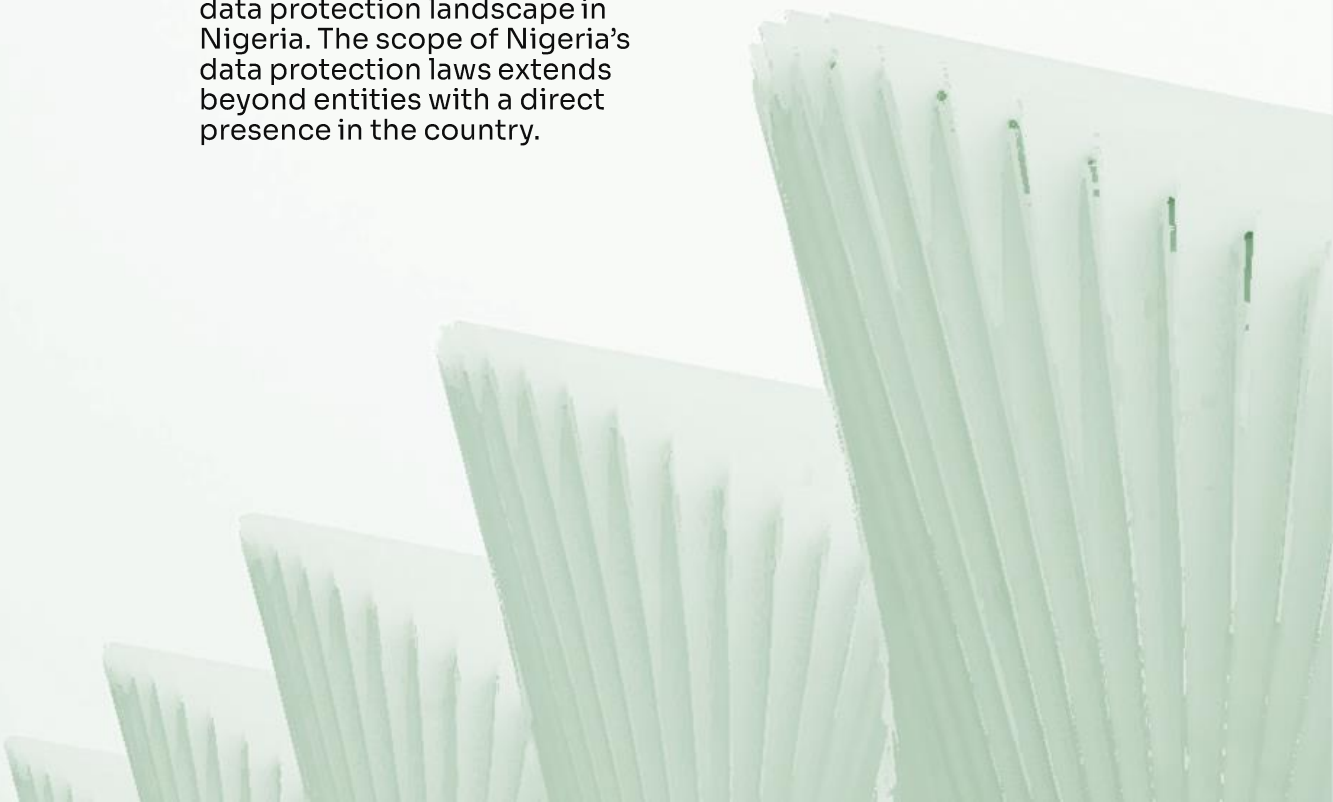 data protection landscape in
Nigeria. The scope of Nigeria’s
data protection laws extends
beyond entities with a direct
presence in the country.